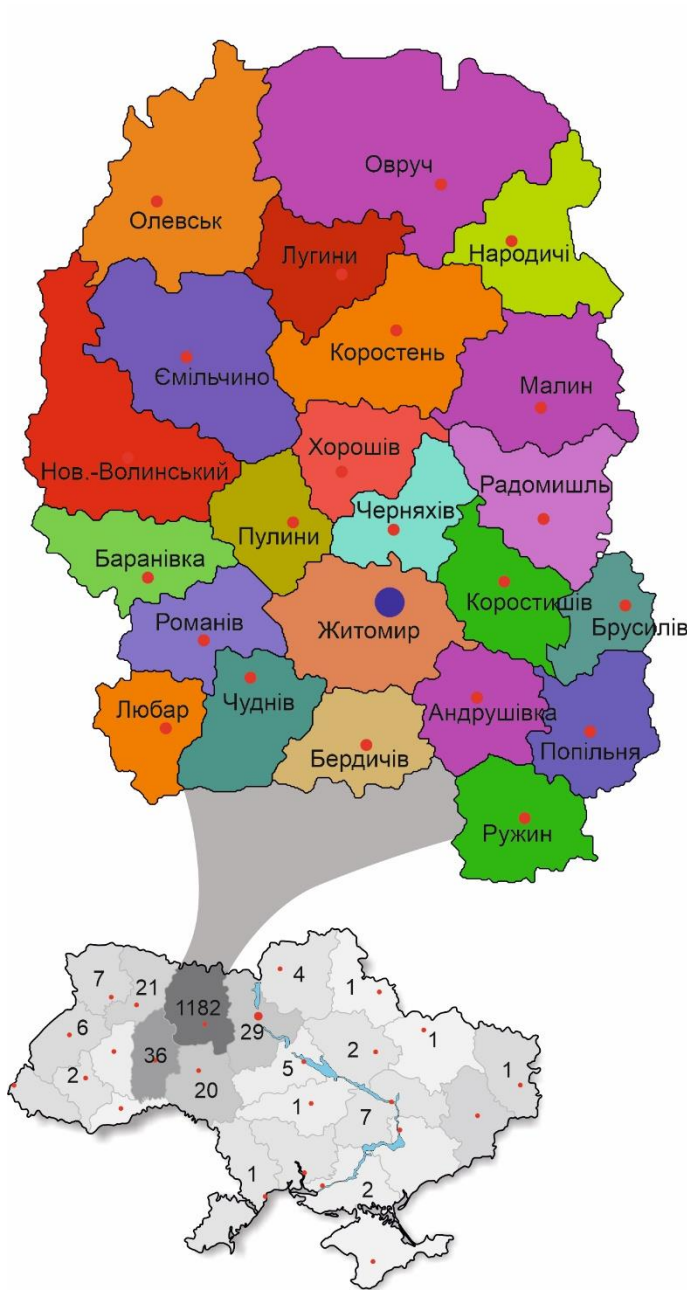 Овруч
Олевськ
Народичі
Лугини
Коростень
Ємільчино
Малин
Хорошів
Нов.-Волинський
Радомишль
Черняхів
Пулини
Баранівка
Коростишів
Романів
Житомир
Брусилів
Чуднів
Любар
Андрушівка
Попільня
Бердичів
Ружин
7
21
4
1
1182
6
29
1
36
2
2
5
1
20
1
7
1
2